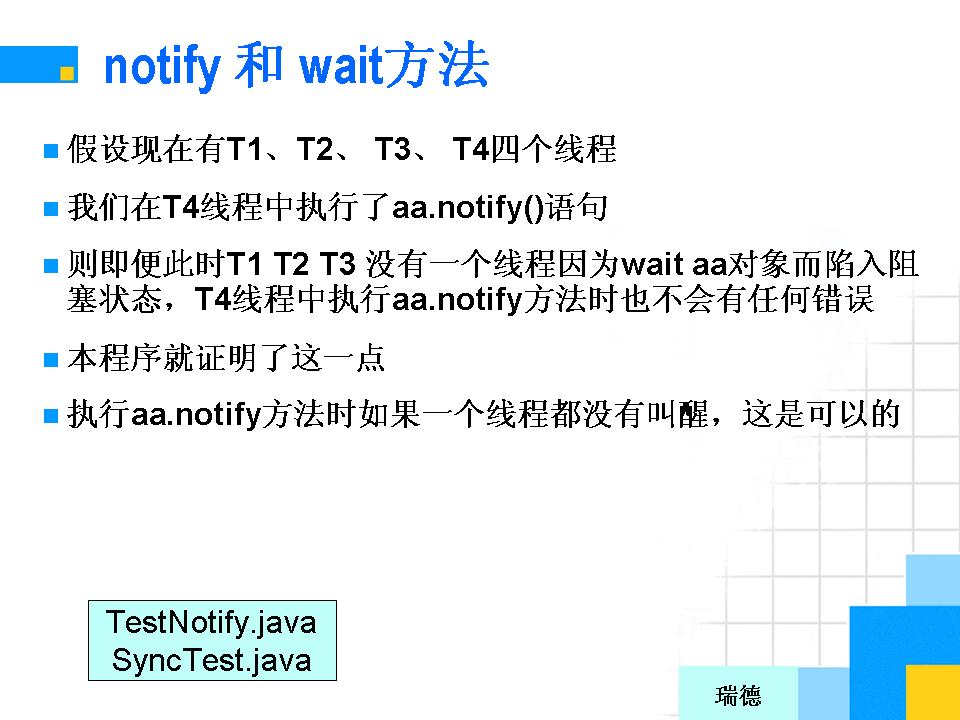 notify 和 wait方法
假设现在有T1、T2、 T3、 T4四个线程
我们在T4线程中执行了aa.notify()语句
则即便此时T1 T2 T3 没有一个线程因为wait aa对象而陷入阻
塞状态，T4线程中执行aa.notify方法时也不会有任何错误
本程序就证明了这一点
执行aa.notify方法时如果一个线程都没有叫醒，这是可以的
TestNotify.java
SyncTest.java
瑞德